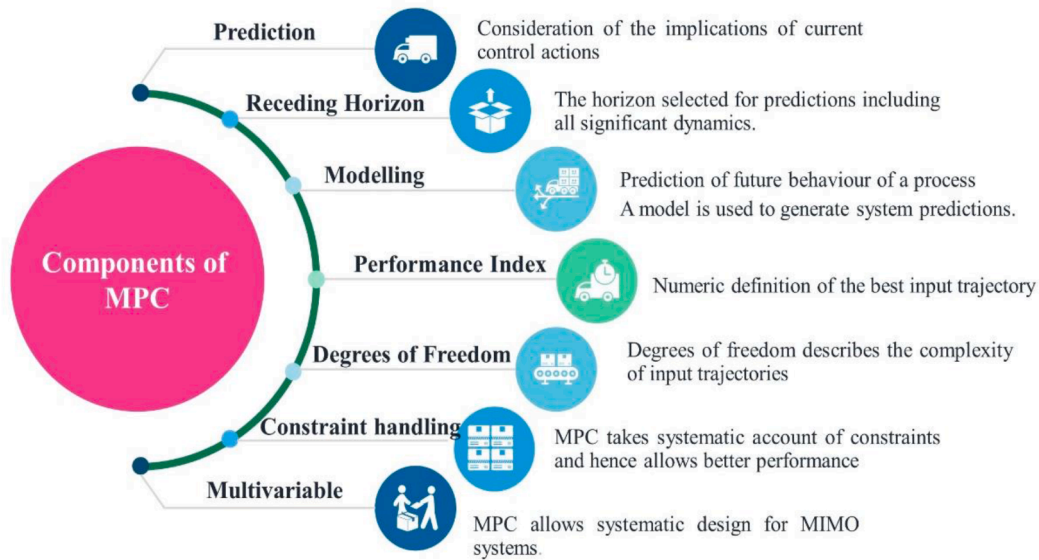 Prediction
Consideration of the implications of current
control actions
Receding Horizon
The horizon selected for predictions including
all significant dynamics.
Modelling
Prediction of future behaviour of a process
A model is used to generate system predictions.
Components of
MPC
Performance Index
Numeric definition of the best input trajectory
Degrees of Freedom
Degrees of freedom describes the complexity
of input trajectories
Constraint handling
MPC takes systematic account of constraints
and hence allows better performance
Multivariable
MPC allows systematic design for MIMO
systems.